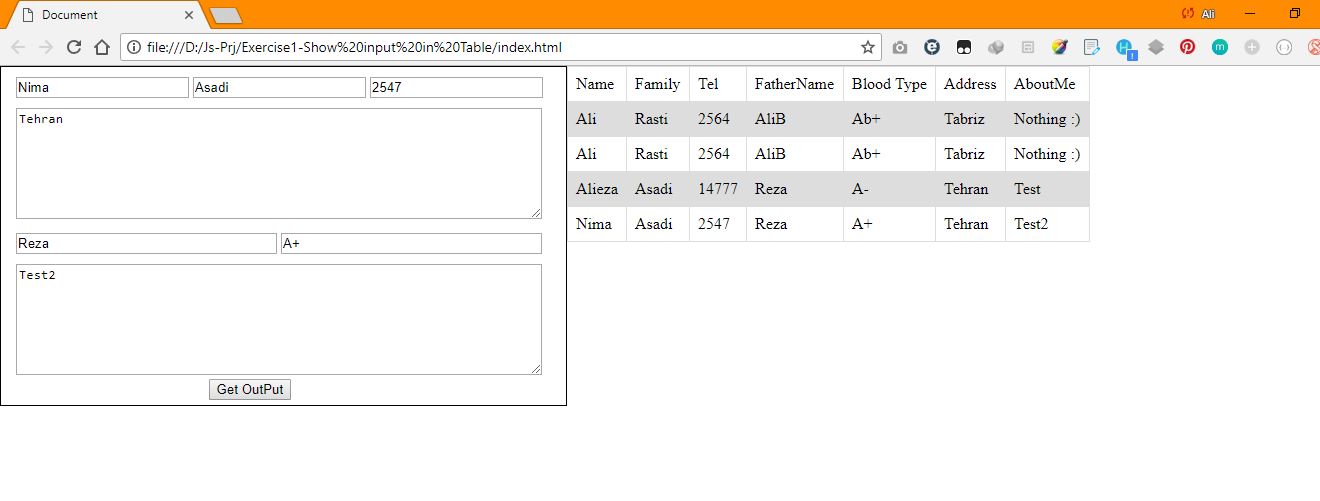 Document
Ali
file:///D:/Js-Prj/Exercise1-Show%20input%20in%20Table/index.html
Nima Asadi 2547
Tehran
Reza A+
Test2
Get OutPut
Name Family Tel FatherName Blood Type Address AboutMe
Ali Rasti 2564 AliB Ab+ Tabriz Nothing :)
Ali Rasti 2564 AliB Ab+ Tabriz Nothing :)
Alieza Asadi 14777 Reza A- Tehran Test
Nima Asadi 2547 Reza A+ Tehran Test2